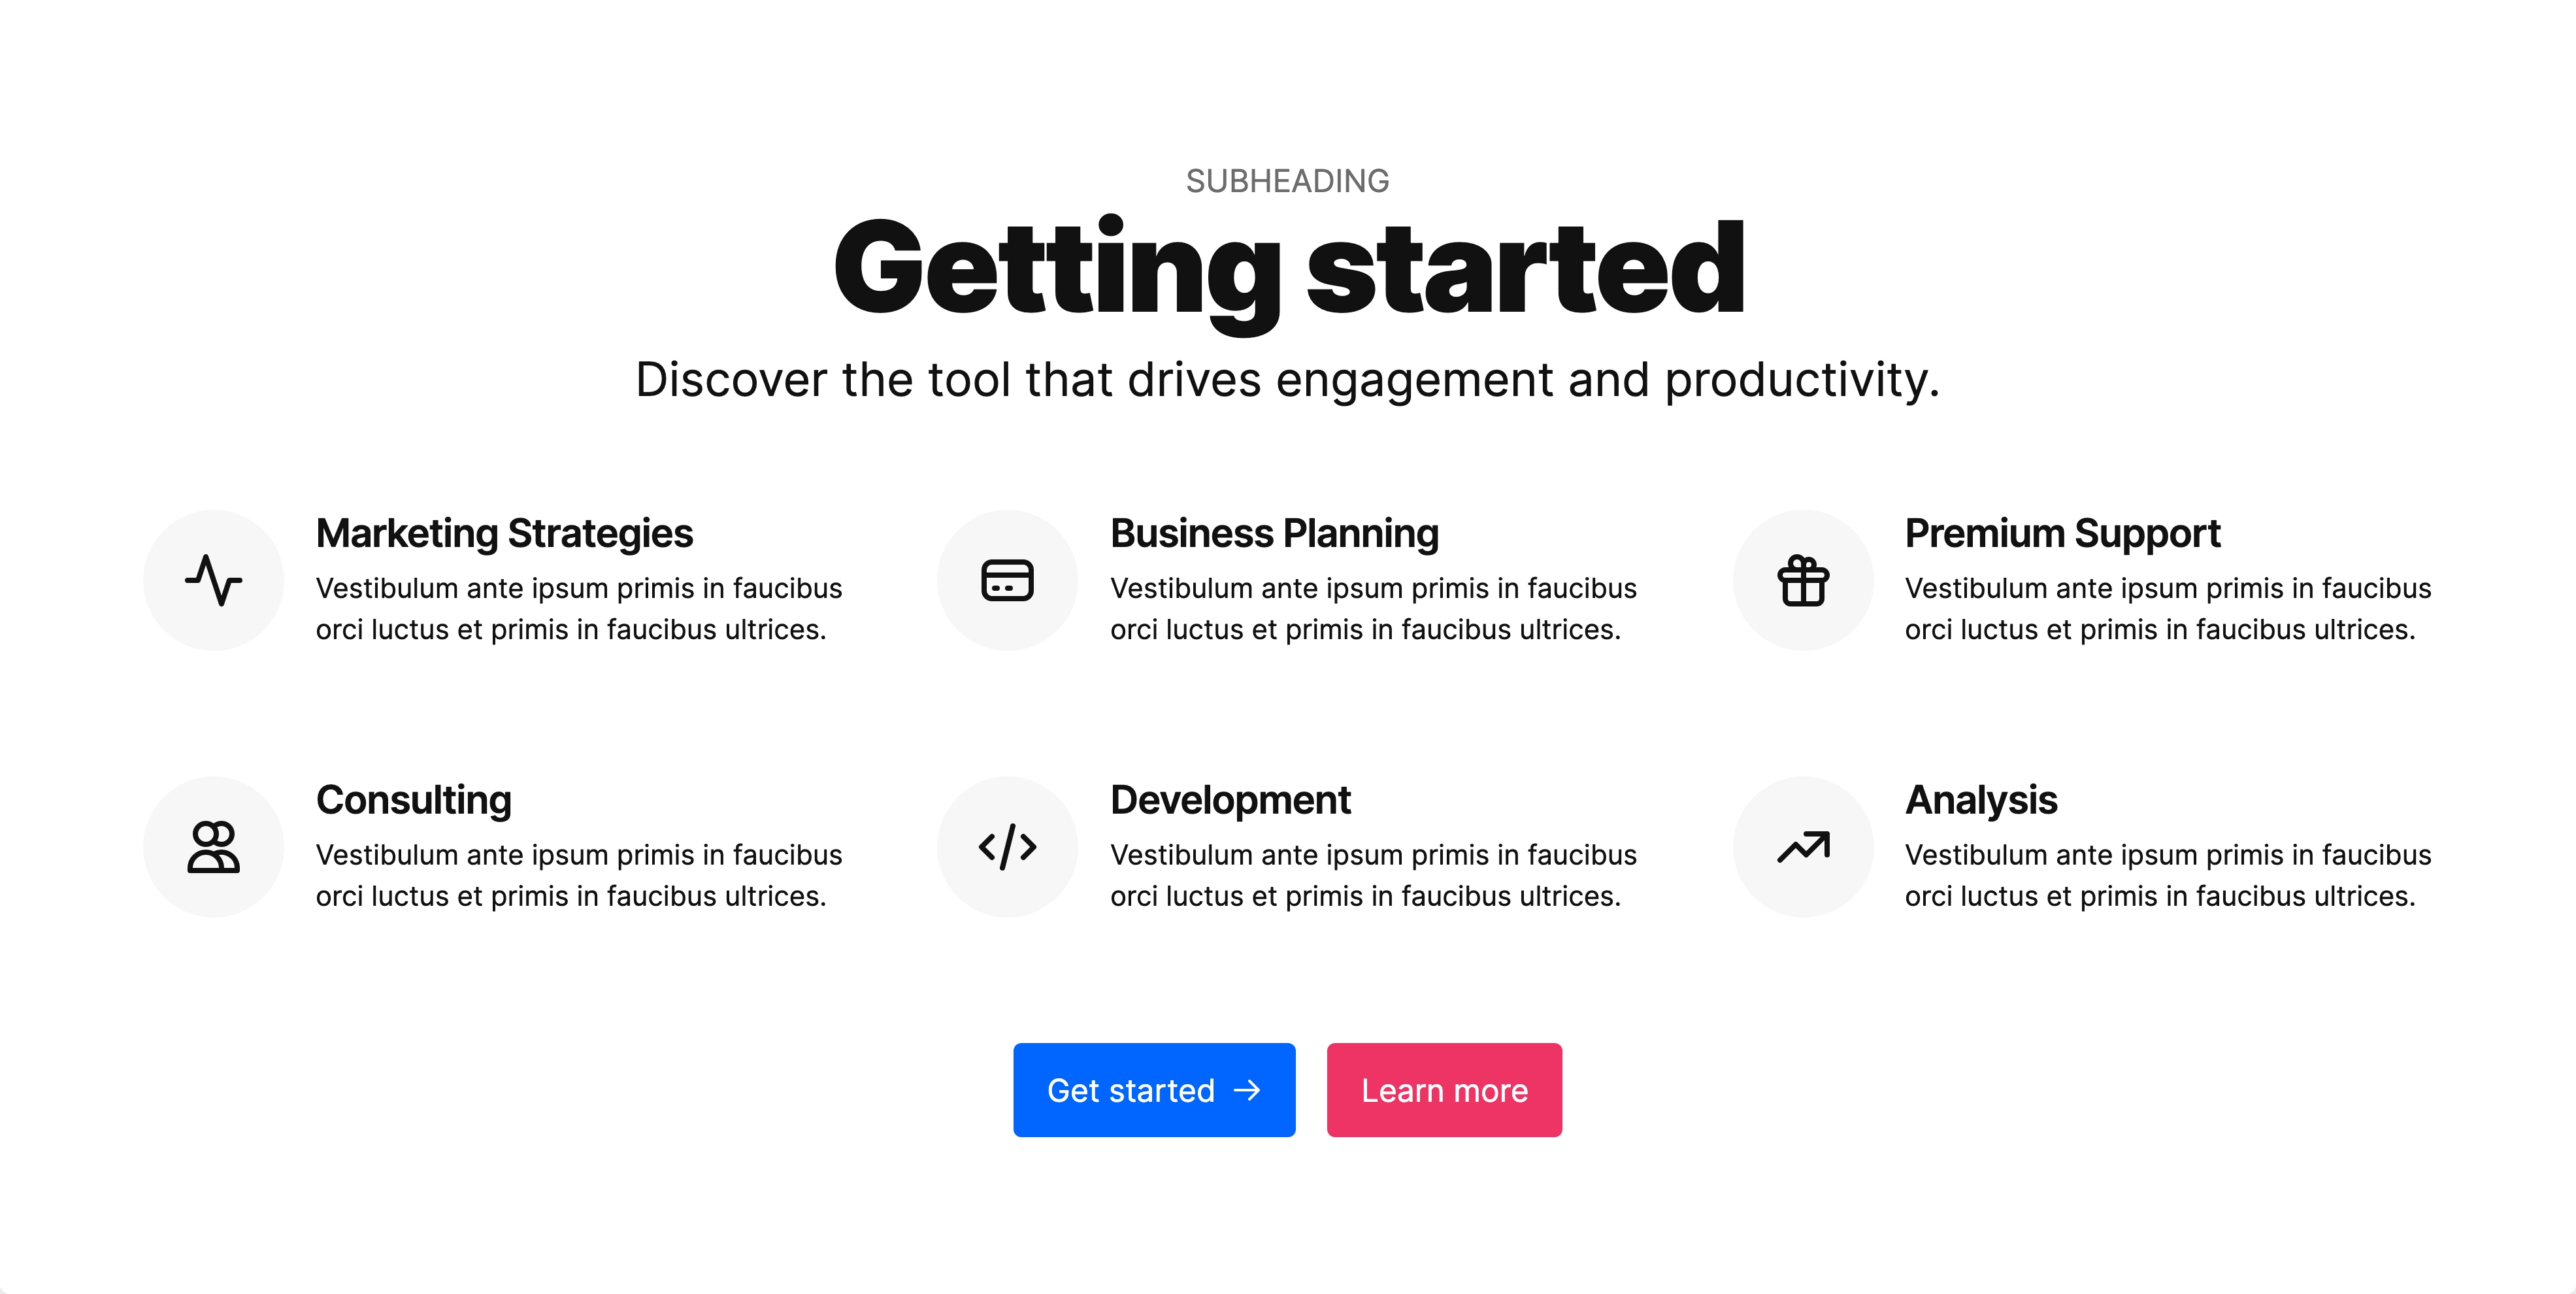 SUBHEADING
Getting started
Discover the tool that drives engagement and productivity.
Marketing Strategies
Vestibulum ante ipsum primis in faucibus
orci luctus et primis in faucibus ultrices.
Business Planning
Vestibulum ante ipsum primis in faucibus
orci luctus et primis in faucibus ultrices.
Premium Support
Vestibulum ante ipsum primis in faucibus
orci luctus et primis in faucibus ultrices.
Consulting
Vestibulum ante ipsum primis in faucibus
orci luctus et primis in faucibus ultrices.
Development
Vestibulum ante ipsum primis in faucibus
orci luctus et primis in faucibus ultrices.
Analysis
Vestibulum ante ipsum primis in faucibus
orci luctus et primis in faucibus ultrices.
Get started →
Learn more